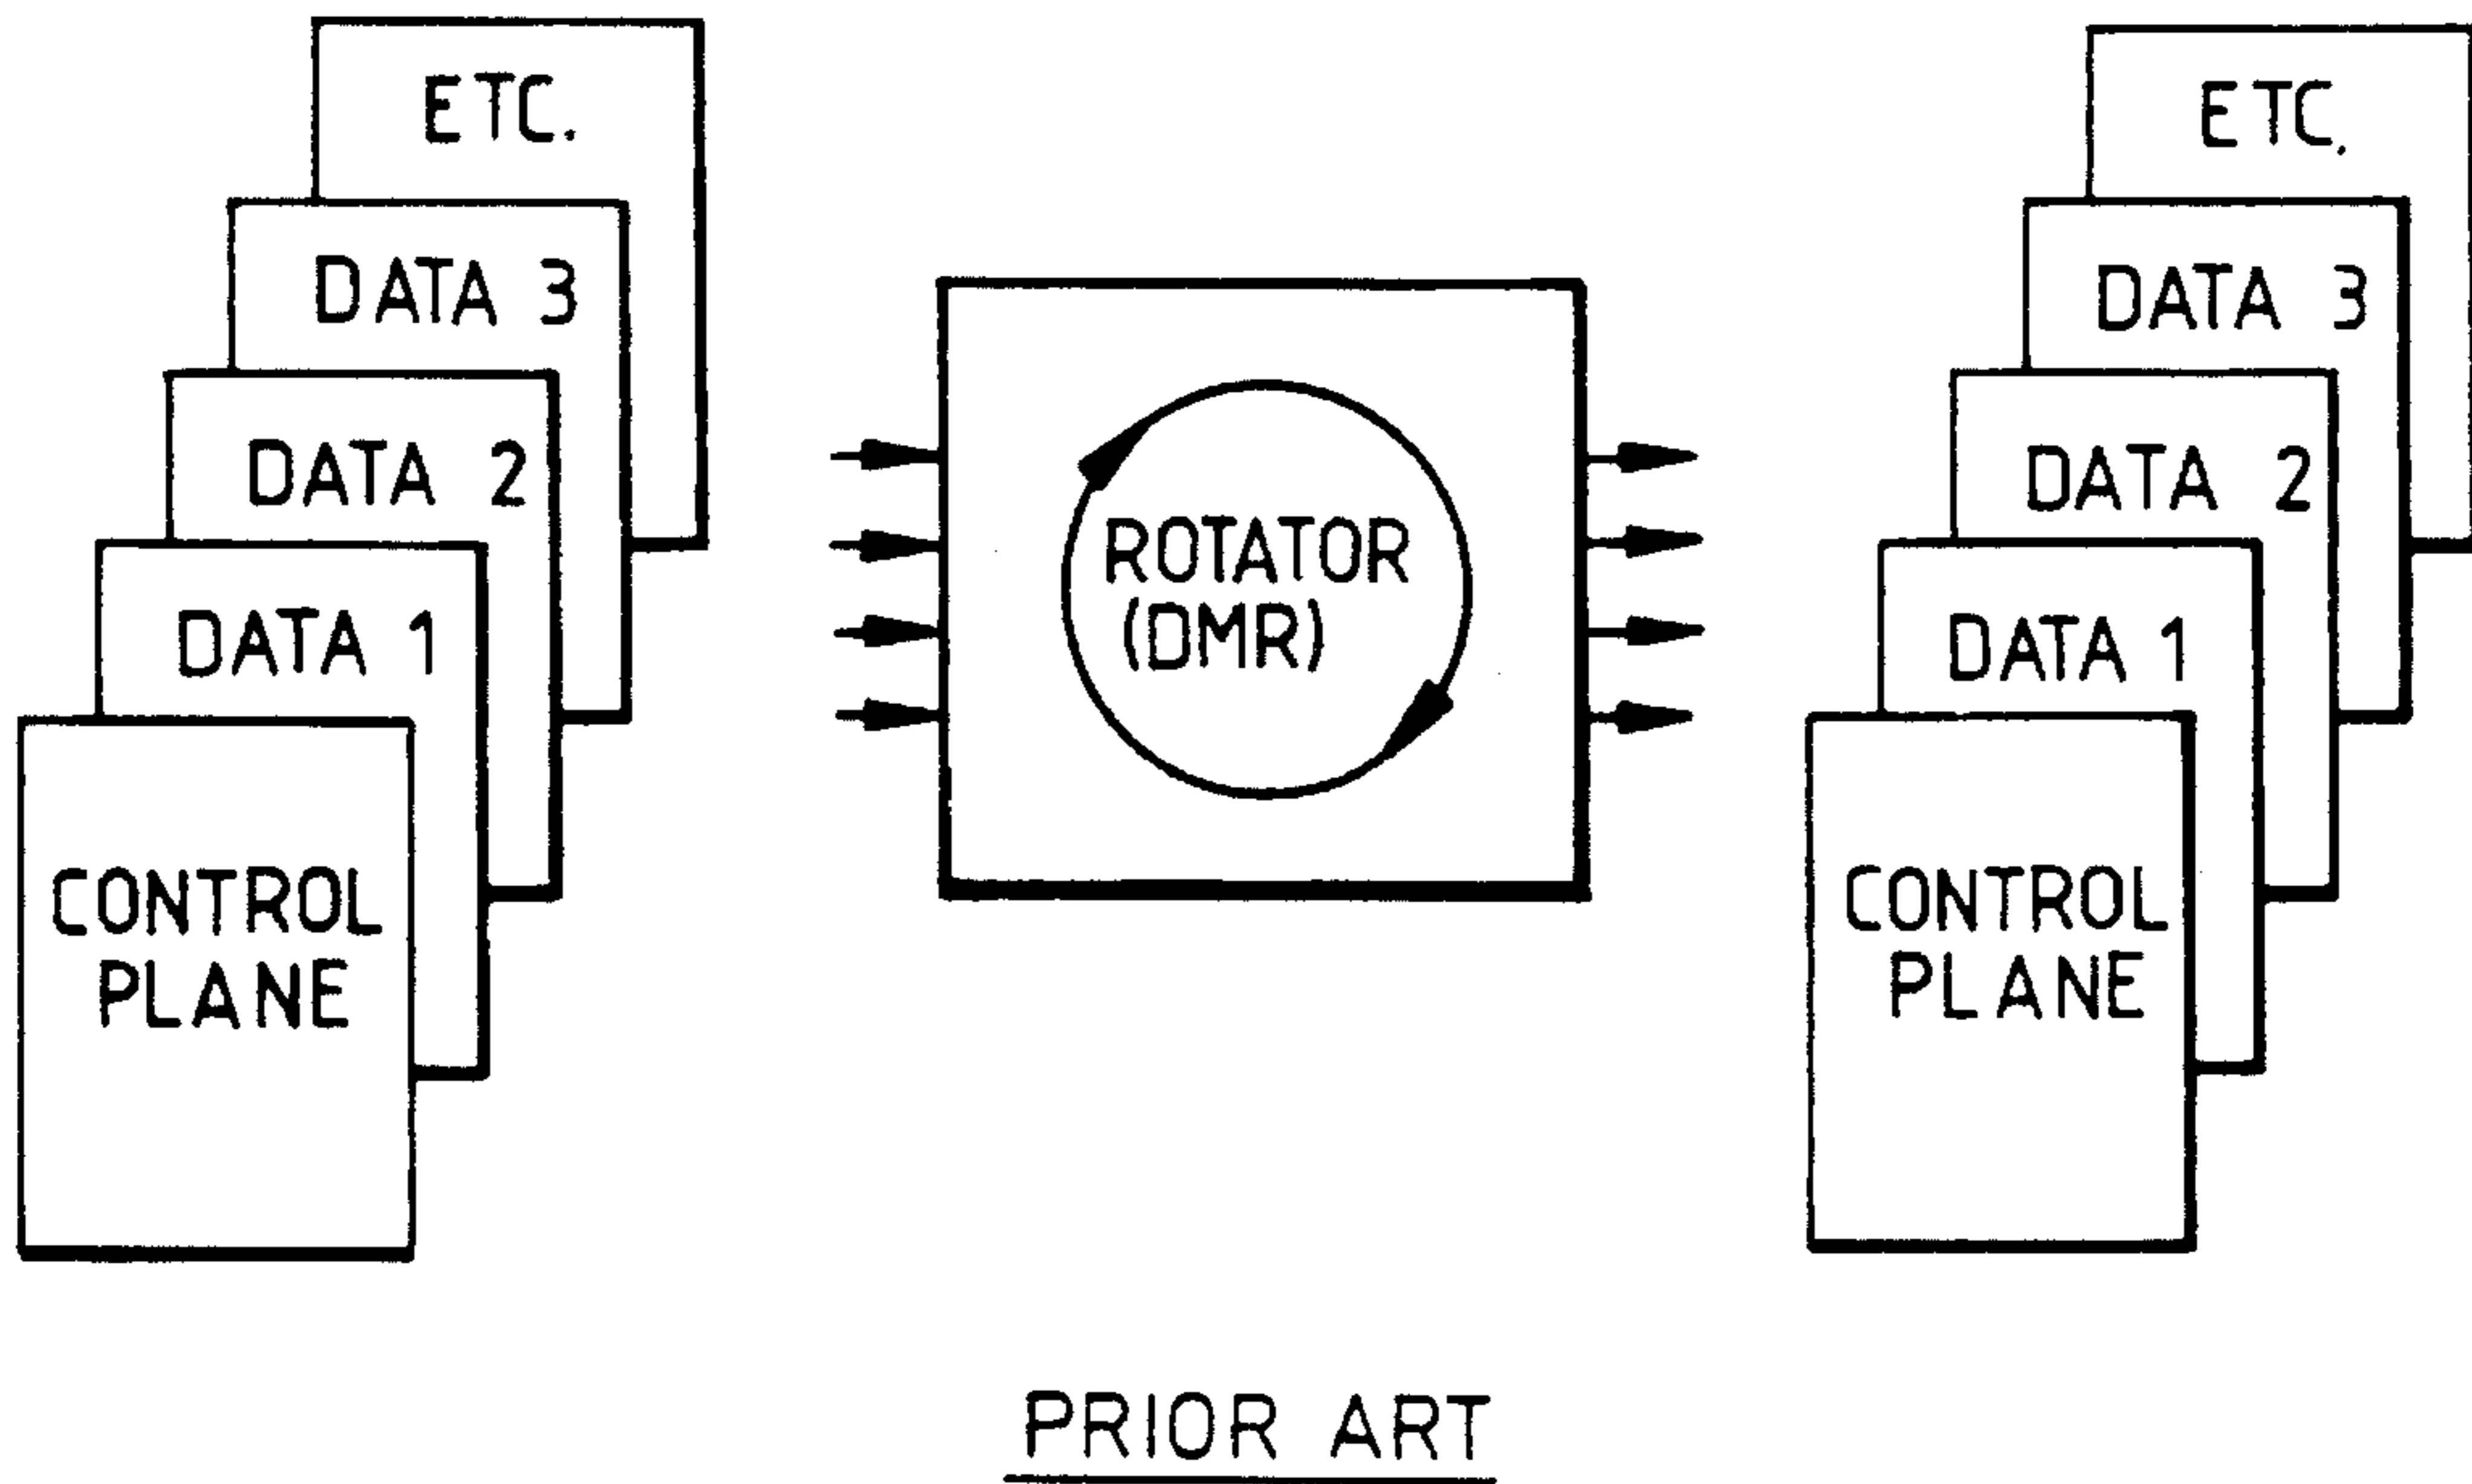 ETC.
DATA 3
DATA 2
DATA 1
CONTROL
PLANE
ROTATOR
(DMR)
ETC.
DATA 3
DATA 2
DATA 1
CONTROL
PLANE
PRIOR ART